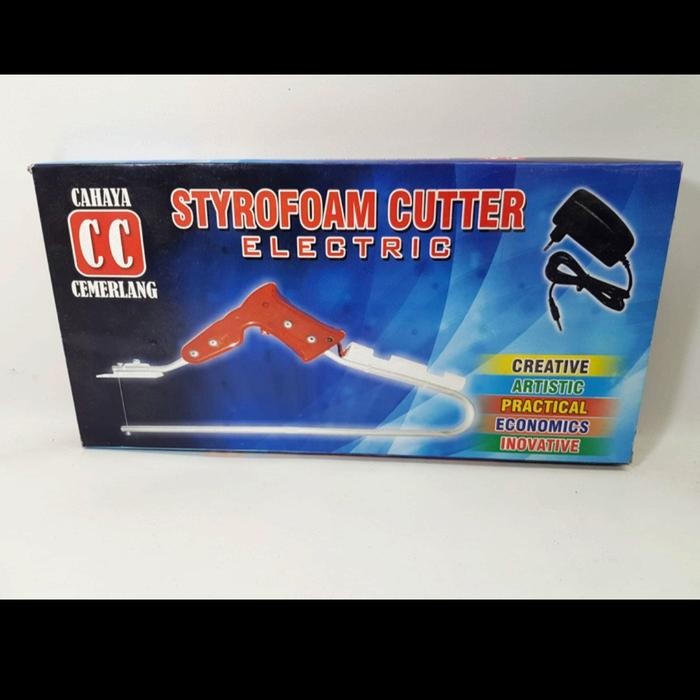 CAHAYA
CC
CEMERLANG
STYROFOAM CUTTER
ELECTRIC
CREATIVE
ARTISTIC
PRACTICAL
ECONOMICS
INOVATIVE